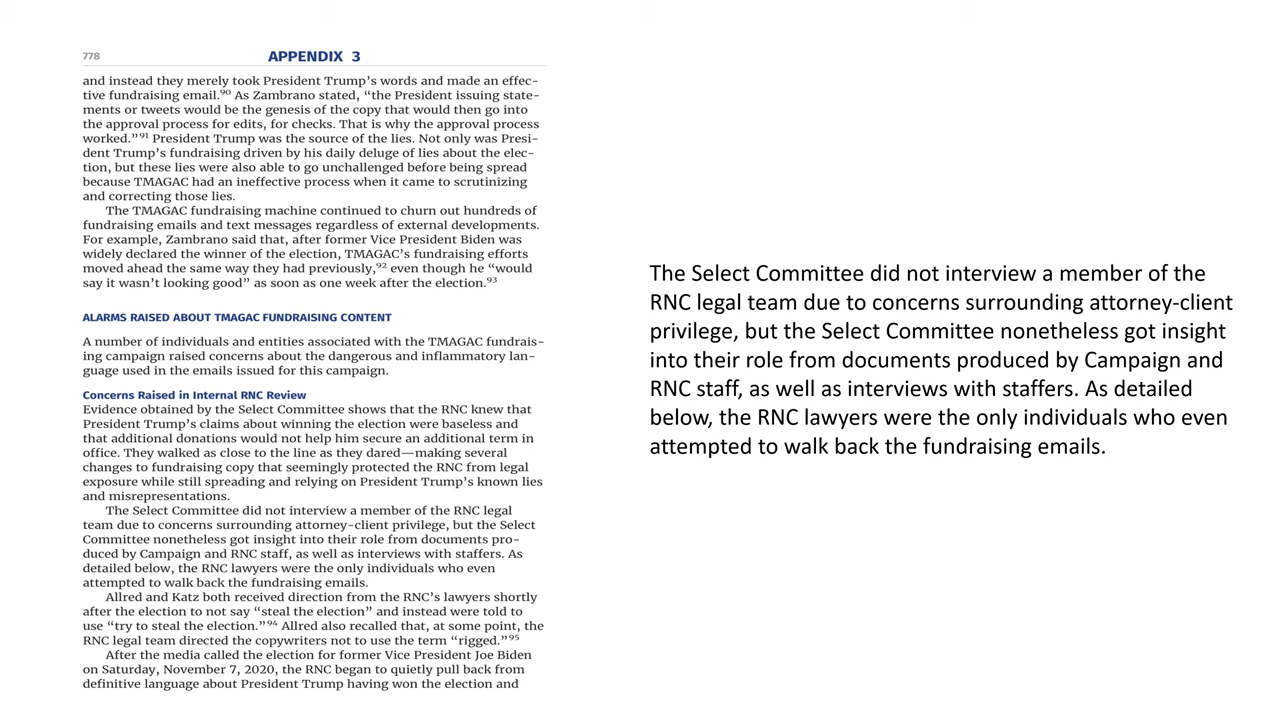 778
APPENDIX 3
and instead they merely took President Trump's words and made an effec-
tive fundraising email.90 As Zambrano stated, “the President issuing state-
ments or tweets would be the genesis of the copy that would then go into
the approval process for edits, for checks. That is why the approval process
worked.”91 President Trump was the source of the lies. Not only was Presi-
dent Trump's fundraising driven by his daily deluge of lies about the elec-
tion, but these lies were also able to go unchallenged before being spread
because TMAGAC had an ineffective process when it came to scrutinizing
and correcting those lies.
The TMAGAC fundraising machine continued to churn out hundreds of
fundraising emails and text messages regardless of external developments.
For example, Zambrano said that, after former Vice President Biden was
widely declared the winner of the election, TMAGAC's fundraising efforts
moved ahead the same way they had previously,92 even though he “would
say it wasn't looking good” as soon as one week after the election.93
ALARMS RAISED ABOUT TMAGAC FUNDRAISING CONTENT
A number of individuals and entities associated with the TMAGAC fundrais-
ing campaign raised concerns about the dangerous and inflammatory lan-
guage used in the emails issued for this campaign.
Concerns Raised in Internal RNC Review
Evidence obtained by the Select Committee shows that the RNC knew that
President Trump's claims about winning the election were baseless and
that additional donations would not help him secure an additional term in
office. They walked as close to the line as they dared—making several
changes to fundraising copy that seemingly protected the RNC from legal
exposure while still spreading and relying on President Trump's known lies
and misrepresentations.
The Select Committee did not interview a member of the RNC legal
team due to concerns surrounding attorney-client privilege, but the Select
Committee nonetheless got insight into their role from documents pro-
duced by Campaign and RNC staff, as well as interviews with staffers. As
detailed below, the RNC lawyers were the only individuals who even
attempted to walk back the fundraising emails.
Allred and Katz both received direction from the RNC's lawyers shortly
after the election to not say “steal the election” and instead were told to
use “try to steal the election.”94 Allred also recalled that, at some point, the
RNC legal team directed the copywriters not to use the term “rigged.”95
After the media called the election for former Vice President Joe Biden
on Saturday, November 7, 2020, the RNC began to quietly pull back from
definitive language about President Trump having won the election and
The Select Committee did not interview a member of the
RNC legal team due to concerns surrounding attorney-client
privilege, but the Select Committee nonetheless got insight
into their role from documents produced by Campaign and
RNC staff, as well as interviews with staffers. As detailed
below, the RNC lawyers were the only individuals who even
attempted to walk back the fundraising emails.